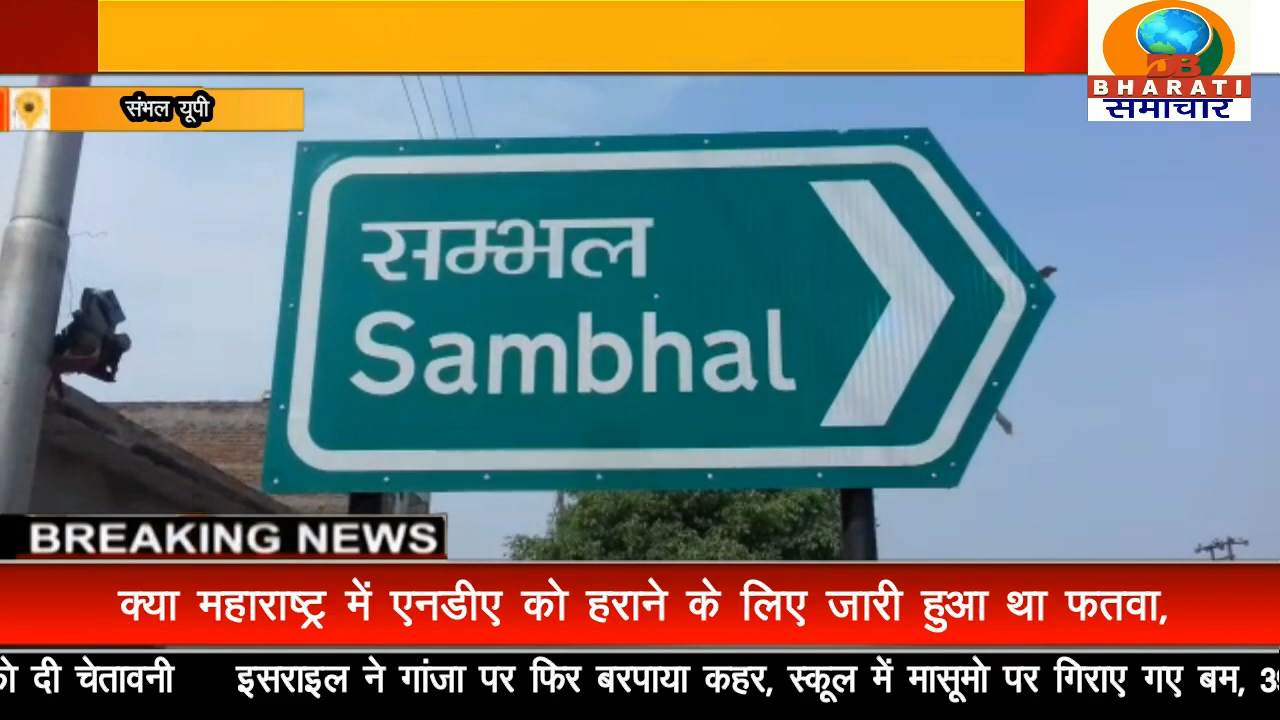 संभल यूपी
BHARATI
समाचार
सम्भल
Sambhal
BREAKING NEWS
क्या महाराष्ट्र में एनडीए को हराने के लिए जारी हुआ था फतवा,
दी चेतावनी इसराइल ने गांजा पर फिर बरपाया कहर, स्कूल में मासूमो पर गिराए गए बम,